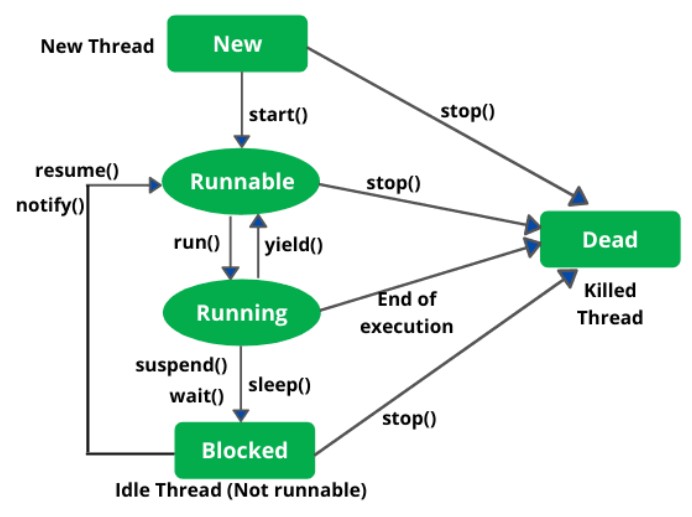 New Thread
New
start()
stop()
resume()
notify()
Runnable
stop()
run()
yield()
Dead
Killed
Thread
Running
End of
execution
suspend()
wait()
sleep()
stop()
Blocked
Idle Thread (Not runnable)